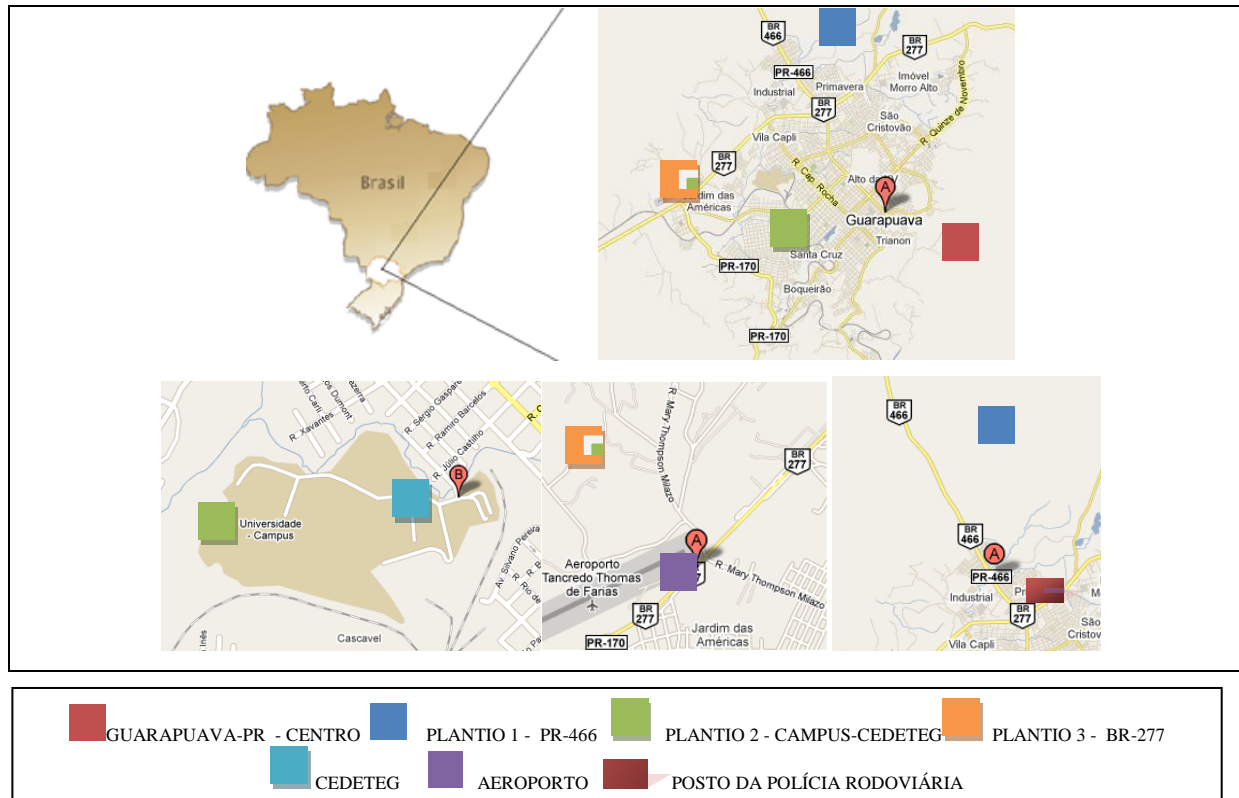 Brasil
BR
466
BR
277
PR-466
Imóvel
Morro Alto
Industrial
Primavera
BR
277
São
Cristovão
R. Quinze de Novembro
Vila Capli
BR
277
R. Cap. Rocha
Alto da
A
Jardim das
Américas
Guarapuava
Trianon
Santa Cruz
PR-170
Boqueirão
PR-170
Dumont
R. Xavantes
R. Sérgio Gaspare
R. Ramiro Barcelos
R. Júlio Castilho
B
Universidade
- Campus
Av. Silvano Pereira
R. Rio de
Cascavel
Inês
R. Mary Thompson Milazo
BR
277
A
Aeroporto
Tancredo Thomas
de Farias
R. Mary Thompson Milazo
BR
277
Jardim das
Américas
PR-170
BR
466
BR
466
A
PR-466
Industrial
BR
277
São
Cristov
Vila Capli
GUARAPUAVA-PR - CENTRO PLANTIO 1 - PR-466 PLANTIO 2 - CAMPUS-CEDETEG PLANTIO 3 - BR-277
CEDETEG AEROPORTO POSTO DA POLÍCIA RODOVIÁRIA